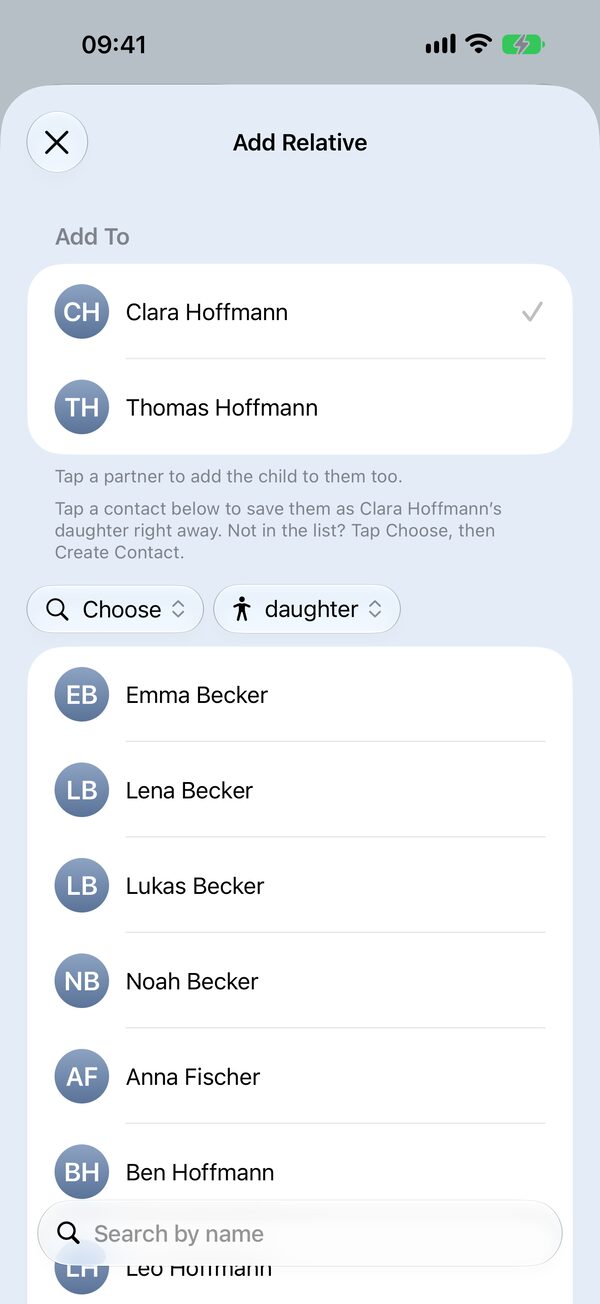 09:41
Add Relative
Add To
CH Clara Hoffmann
TH Thomas Hoffmann
Tap a partner to add the child to them too.
Tap a contact below to save them as Clara Hoffmann’s
daughter right away. Not in the list? Tap Choose, then
Create Contact.
Choose daughter
EB Emma Becker
LB Lena Becker
LB Lukas Becker
NB Noah Becker
AF Anna Fischer
BH Ben Hoffmann
Search by name
LH Leo Hoffmann